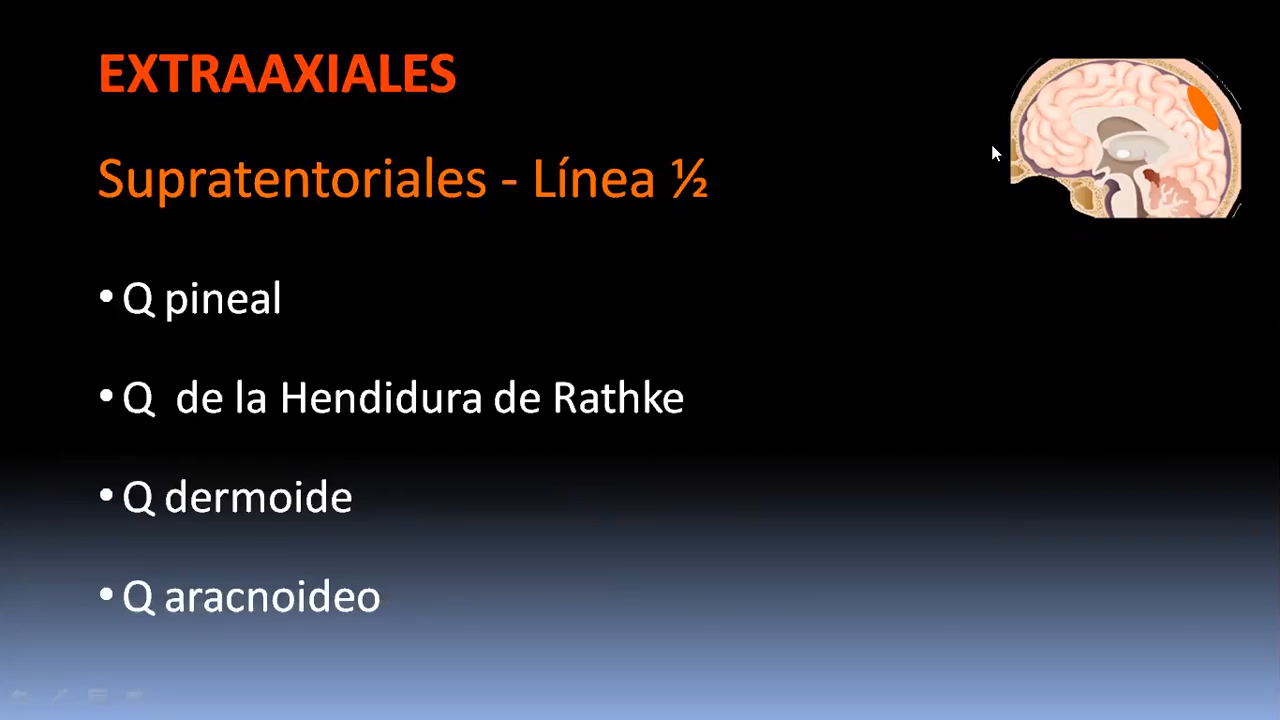 EXTRAAXIALES
Supratentoriales - Línea ½
• Q pineal
• Q de la Hendidura de Rathke
• Q dermoide
• Q aracnoideo